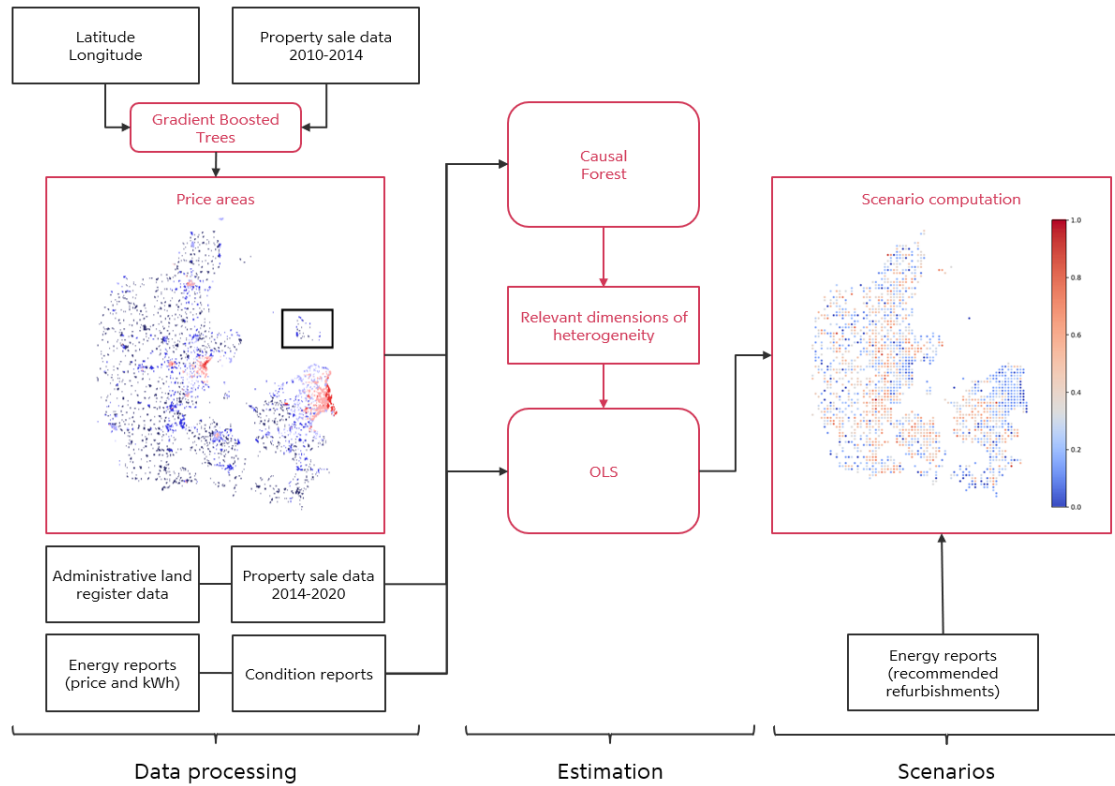 Latitude
Longitude
Property sale data
2010-2014
Gradient Boosted
Trees
Price areas
Administrative land
register data
Property sale data
2014-2020
Energy reports
(price and kWh)
Condition reports
Data processing
Causal
Forest
Relevant dimensions of
heterogeneity
OLS
Estimation
Scenario computation
1.0
0.8
0.6
0.4
0.2
0.0
Energy reports
(recommended
refurbishments)
Scenarios